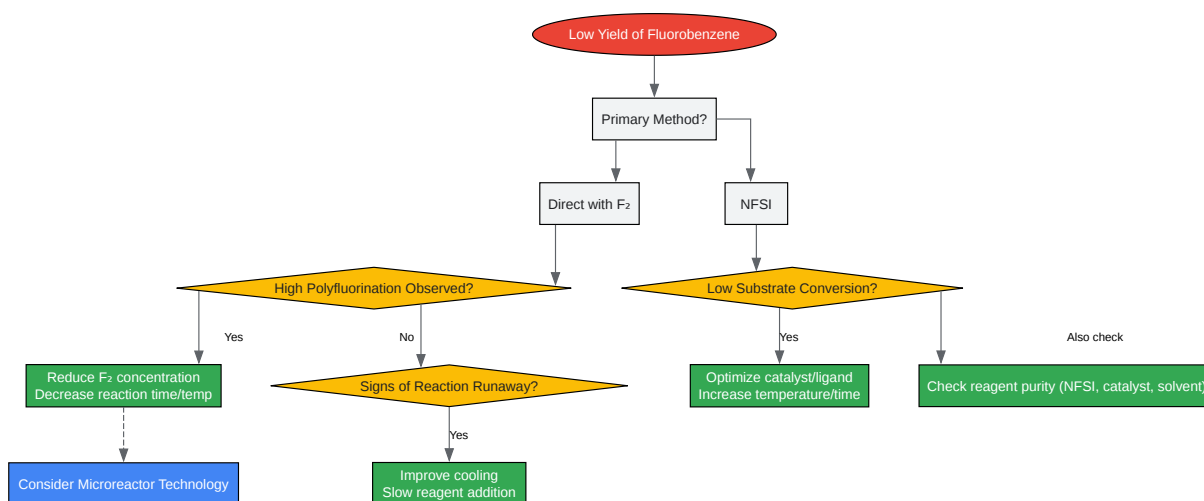 Low Yield of Fluorobenzene
Primary Method?
Direct with F₂
NFSI
High Polyfluorination Observed?
Low Substrate Conversion?
Yes
No
Yes
Also check
Reduce F₂ concentration
Decrease reaction time/temp
Signs of Reaction Runaway?
Optimize catalyst/ligand
Increase temperature/time
Check reagent purity (NFSI, catalyst, solvent)
Yes
Consider Microreactor Technology
Improve cooling
Slow reagent addition